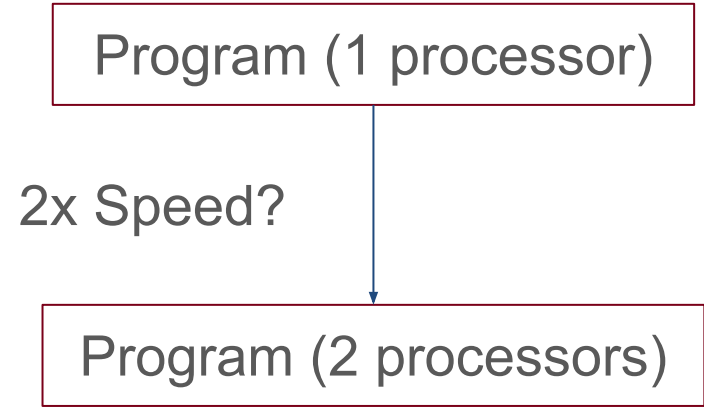 Program (1 processor)
2x Speed?
Program (2 processors)